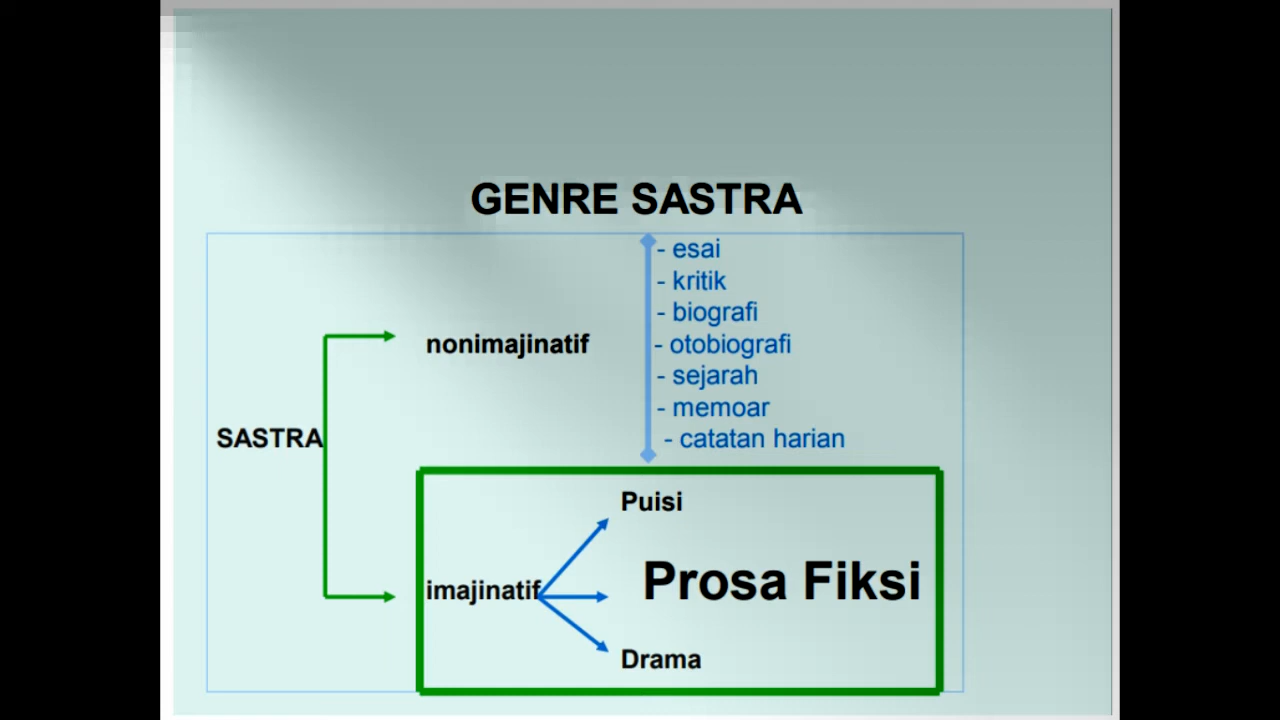 GENRE SASTRA
- esai
- kritik
- biografi
nonimajinatif
- otobiografi
- sejarah
- memoar
SASTRA
- catatan harian
Puisi
imajinatif
Prosa Fiksi
Drama